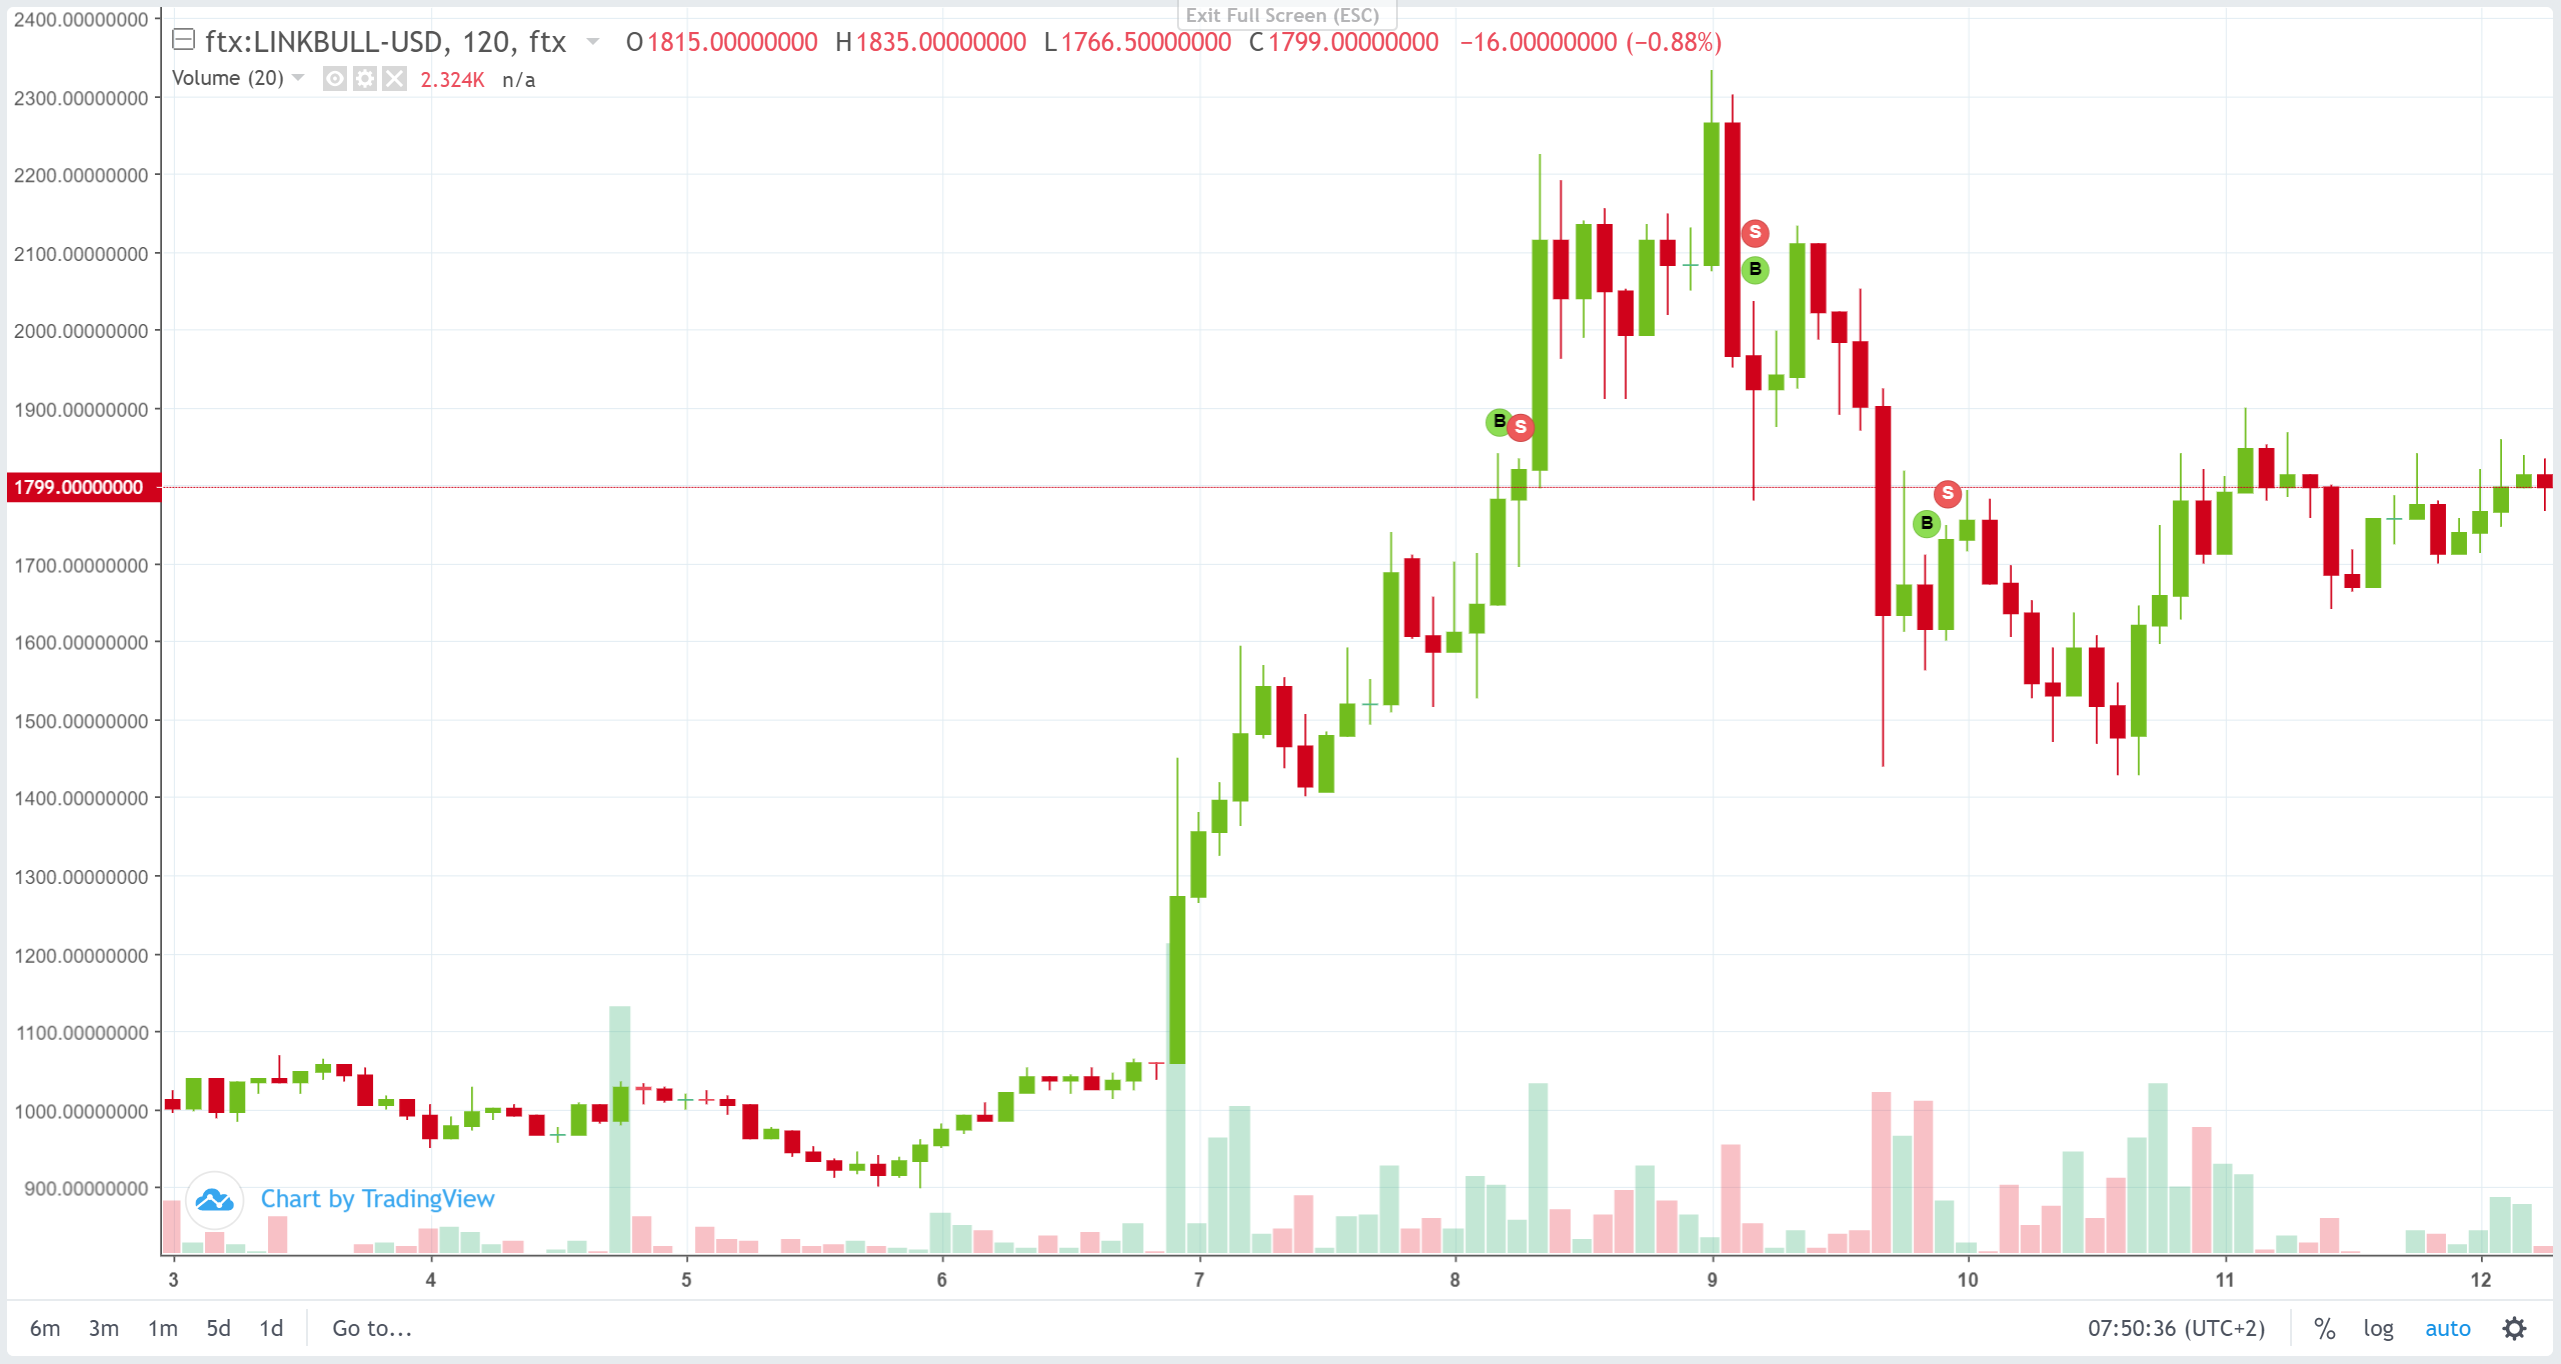 Exit Full Screen (ESC)
ftx:LINKBULL-USD, 120, ftx O1815.00000000 H1835.00000000 L1766.50000000 C1799.00000000 −16.00000000 (−0.88%)
Volume (20) 2.324K n/a
2400.00000000
2300.00000000
2200.00000000
2100.00000000
2000.00000000
1900.00000000
1799.00000000
1700.00000000
1600.00000000
1500.00000000
1400.00000000
1300.00000000
1200.00000000
1100.00000000
1000.00000000
900.00000000
S
B
B S
S
B
Chart by TradingView
3 4 5 6 7 8 9 10 11 12
6m 3m 1m 5d 1d Go to... 07:50:36 (UTC+2) % log auto